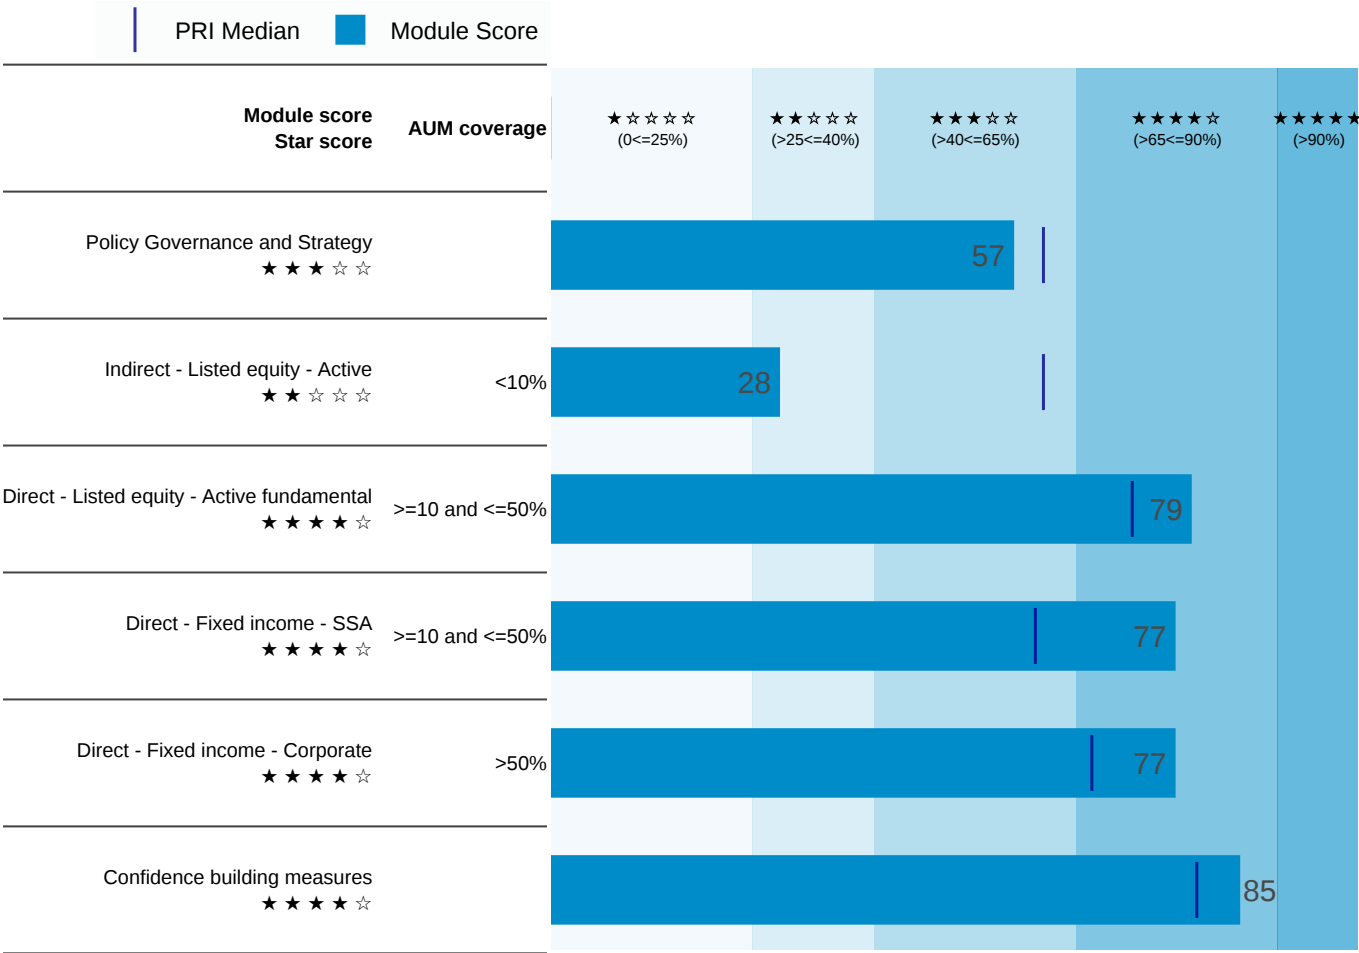 PRI Median Module Score
Module score
Star score
AUM coverage
★☆☆☆☆ ★★☆☆☆ ★★★☆☆ ★★★★☆ ★★★★★
(0<=25%) (>25<=40%) (>40<=65%) (>65<=90%) (>90%)
Policy Governance and Strategy
★★★☆☆
57
Indirect - Listed equity - Active
★★☆☆☆
<10%
28
Direct - Listed equity - Active fundamental
★★★★☆
>=10 and <=50%
79
Direct - Fixed income - SSA
★★★★☆
>=10 and <=50%
77
Direct - Fixed income - Corporate
★★★★☆
>50%
77
Confidence building measures
★★★★☆
85